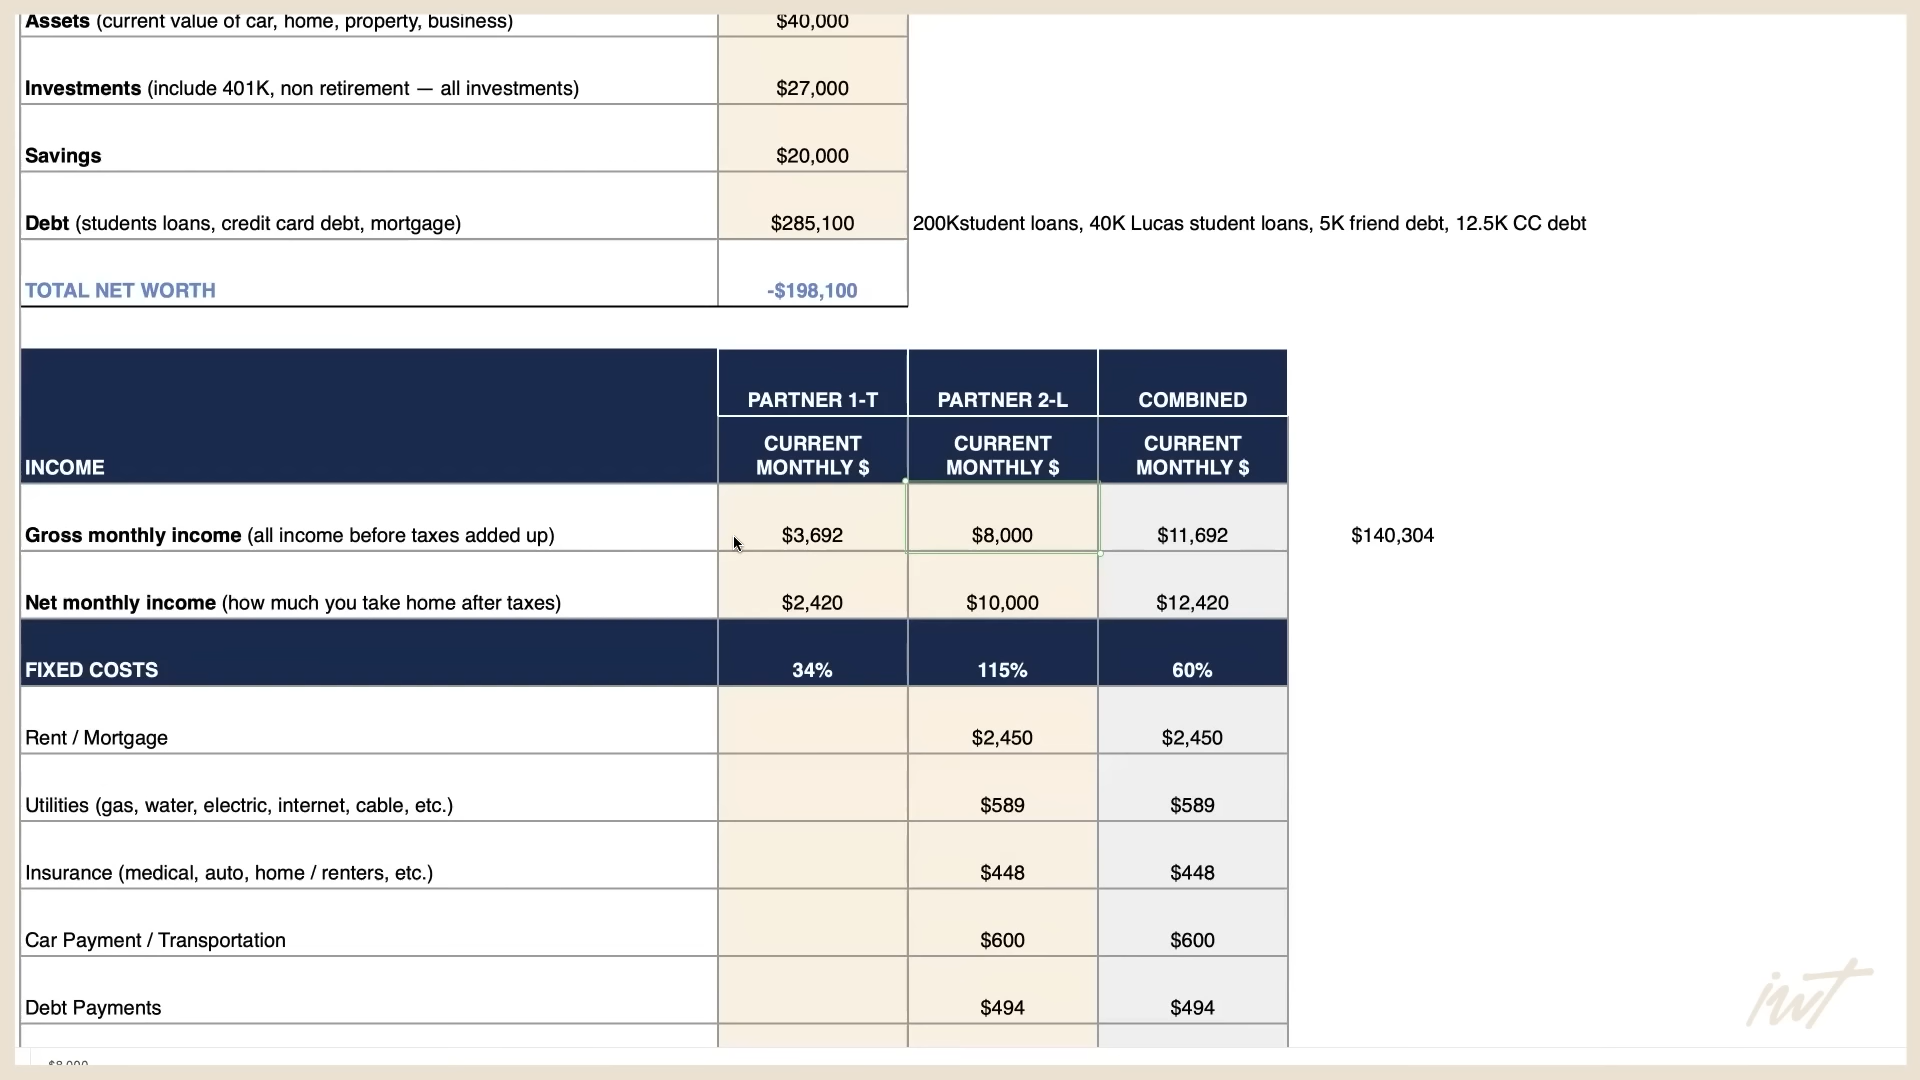 Assets (current value of car, home, property, business) $40,000
Investments (include 401K, non retirement — all investments) $27,000
Savings $20,000
Debt (students loans, credit card debt, mortgage) $285,100 200Kstudent loans, 40K Lucas student loans, 5K friend debt, 12.5K CC debt
TOTAL NET WORTH -$198,100
PARTNER 1-T PARTNER 2-L COMBINED
INCOME CURRENT MONTHLY $ CURRENT MONTHLY $ CURRENT MONTHLY $
Gross monthly income (all income before taxes added up) $3,692 $8,000 $11,692 $140,304
Net monthly income (how much you take home after taxes) $2,420 $10,000 $12,420
FIXED COSTS 34% 115% 60%
Rent / Mortgage $2,450 $2,450
Utilities (gas, water, electric, internet, cable, etc.) $589 $589
Insurance (medical, auto, home / renters, etc.) $448 $448
Car Payment / Transportation $600 $600
Debt Payments $494 $494
iwt
$8,000